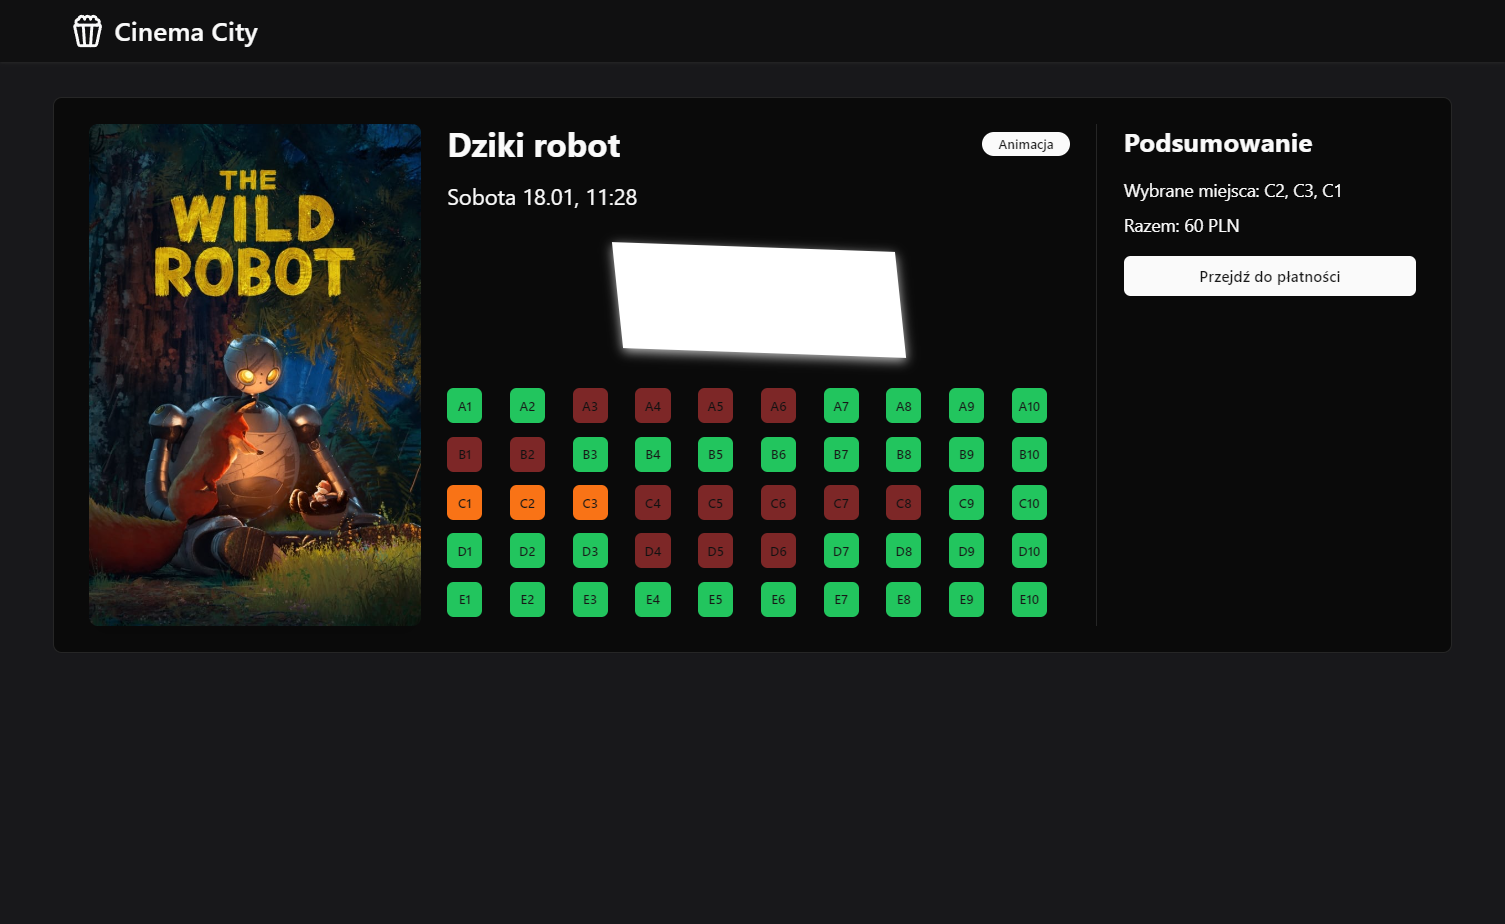 Cinema City
THE
WILD
ROBOT
Dziki robot
Animacja
Sobota 18.01, 11:28
A1 A2 A3 A4 A5 A6 A7 A8 A9 A10
B1 B2 B3 B4 B5 B6 B7 B8 B9 B10
C1 C2 C3 C4 C5 C6 C7 C8 C9 C10
D1 D2 D3 D4 D5 D6 D7 D8 D9 D10
E1 E2 E3 E4 E5 E6 E7 E8 E9 E10
Podsumowanie
Wybrane miejsca: C2, C3, C1
Razem: 60 PLN
Przejdź do płatności